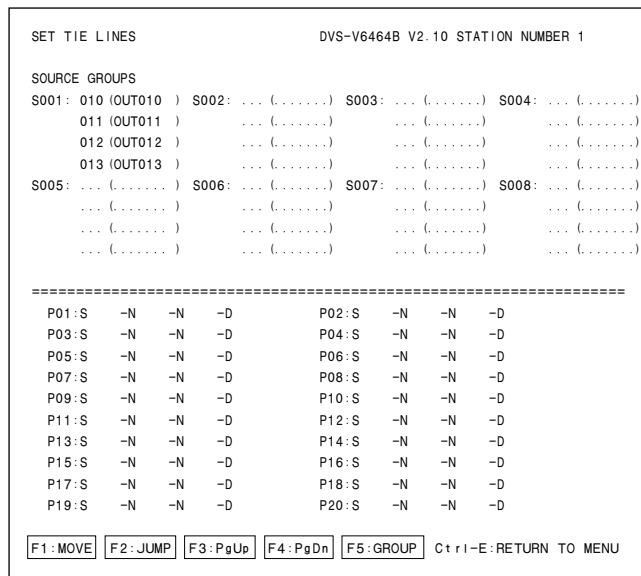 SET TIE LINES DVS-V6464B V2.10 STATION NUMBER 1
SOURCE GROUPS
S001: 010 (OUT010 ) S002: ... (.......) S003: ... (.......) S004: ... (.......)
011 (OUT011 ) ... (.......) ... (.......) ... (.......)
012 (OUT012 ) ... (.......) ... (.......) ... (.......)
013 (OUT013 ) ... (.......) ... (.......) ... (.......)
S005: ... (....... ) S006: ... (.......) S007: ... (.......) S008: ... (.......)
... (....... ) ... (.......) ... (.......) ... (.......)
... (....... ) ... (.......) ... (.......) ... (.......)
... (....... ) ... (.......) ... (.......) ... (.......)
===================================================================
P01:S -N -N -D P02:S -N -N -D
P03:S -N -N -D P04:S -N -N -D
P05:S -N -N -D P06:S -N -N -D
P07:S -N -N -D P08:S -N -N -D
P09:S -N -N -D P10:S -N -N -D
P11:S -N -N -D P12:S -N -N -D
P13:S -N -N -D P14:S -N -N -D
P15:S -N -N -D P16:S -N -N -D
P17:S -N -N -D P18:S -N -N -D
P19:S -N -N -D P20:S -N -N -D
F1:MOVE F2:JUMP F3:PgUp F4:PgDn F5:GROUP Ctrl-E:RETURN TO MENU